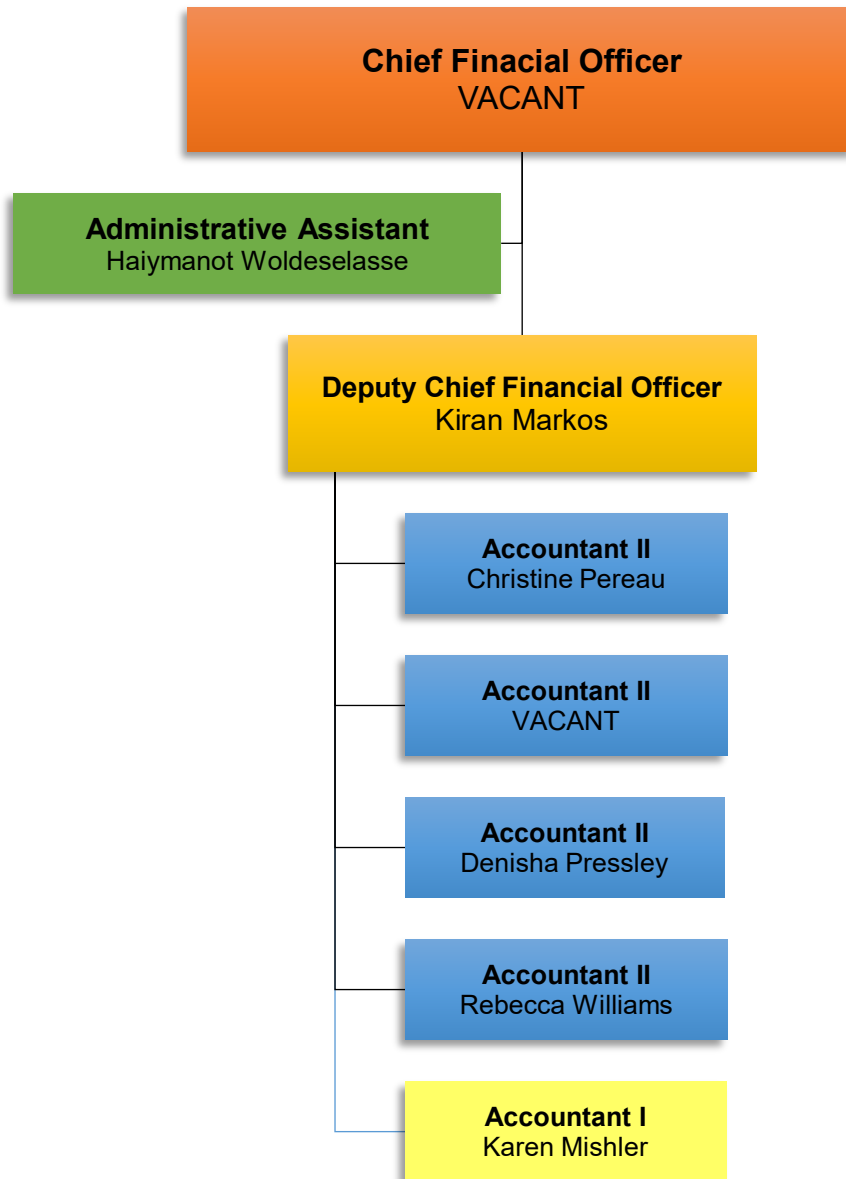 Chief Finacial Officer
VACANT
Administrative Assistant
Haiymanot Woldeselasse
Deputy Chief Financial Officer
Kiran Markos
Accountant II
Christine Pereau
Accountant II
VACANT
Accountant II
Denisha Pressley
Accountant II
Rebecca Williams
Accountant I
Karen Mishler